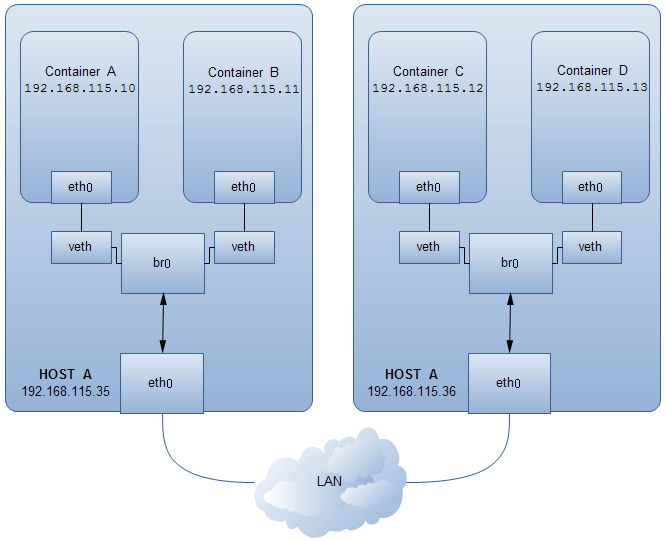 Container A
192.168.115.10
eth0
veth
Container B
192.168.115.11
eth0
veth
br0
HOST A
192.168.115.35
eth0
Container C
192.168.115.12
eth0
veth
Container D
192.168.115.13
eth0
veth
br0
HOST A
192.168.115.36
eth0
LAN